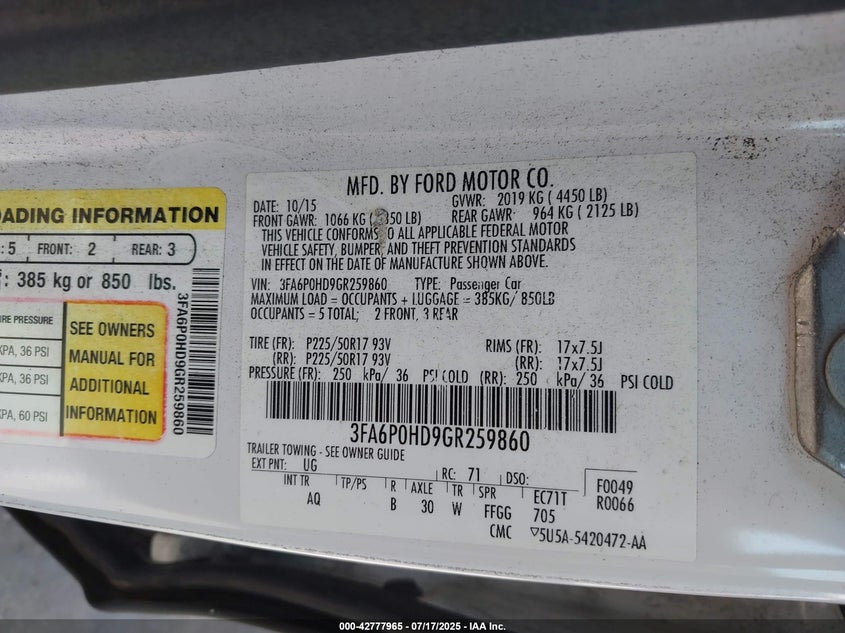 OADING INFORMATION
: 5 FRONT: 2 REAR: 3
: 385 kg or 850 lbs.
IRE PRESSURE
KPA, 36 PSI
KPA, 36 PSI
KPA, 60 PSI
SEE OWNERS
MANUAL FOR
ADDITIONAL
INFORMATION
3FA6P0HD9GR259860
MFD. BY FORD MOTOR CO.
DATE: 10/15 GVWR: 2019 KG ( 4450 LB)
FRONT GAWR: 1066 KG ( 350 LB) REAR GAWR: 964 KG ( 2125 LB)
THIS VEHICLE CONFORMS TO ALL APPLICABLE FEDERAL MOTOR
VEHICLE SAFETY, BUMPER, AND THEFT PREVENTION STANDARDS
IN EFFECT ON THE DATE OF MANUFACTURE SHOWN ABOVE.
VIN: 3FA6P0HD9GR259860 TYPE: Passenger Car
MAXIMUM LOAD = OCCUPANTS + LUGGAGE = 385KG/ 850LB
OCCUPANTS = 5 TOTAL; 2 FRONT, 3 REAR
TIRE (FR): P225/50R17 93V RIMS (FR): 17x7.5J
(RR): P225/50R17 93V (RR): 17x7.5J
PRESSURE (FR): 250 kPa/ 36 PSI COLD (RR): 250 kPa/ 36 PSI COLD
3FA6P0HD9GR259860
TRAILER TOWING - SEE OWNER GUIDE
EXT PNT: UG RC: 71 DSO: F0049
INT TR TP/PS R AXLE TR SPR EC71T R0066
AQ B 30 W FFGG 705
CMC ▽5U5A-5420472-AA
000-42777965 | 07/17/2025 | IAA Inc.